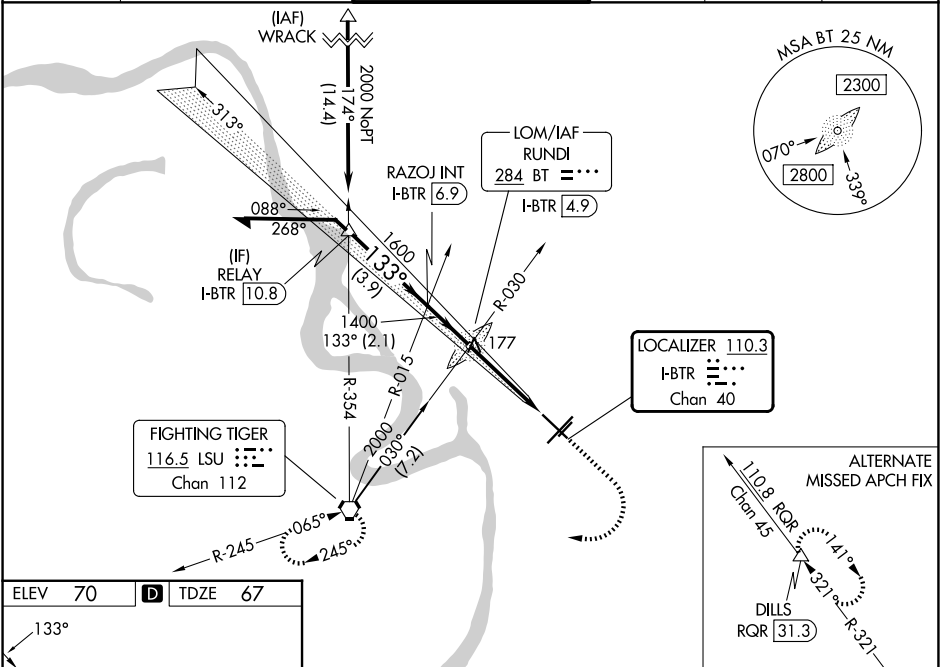 (IAF)
WRACK
2000 NoPT
174°
(14.4)
313°
MSA BT 25 NM
2300
070°
2800
339°
LOM/IAF
RUNDI
284 BT
I-BTR 4.9
RAZOJ INT
I-BTR 6.9
088°
268°
(IF)
RELAY
I-BTR 10.8
1600
133°
(3.9)
1400
133° (2.1)
R-030
177
R-354
R-015
2000
030°
(7.2)
LOCALIZER 110.3
I-BTR
Chan 40
FIGHTING TIGER
116.5 LSU
Chan 112
R-245
065°
245°
ALTERNATE
MISSED APCH FIX
110.8 RQR
Chan 45
141°
321°
R-321
DILLS
RQR 31.3
ELEV 70 D TDZE 67
133°